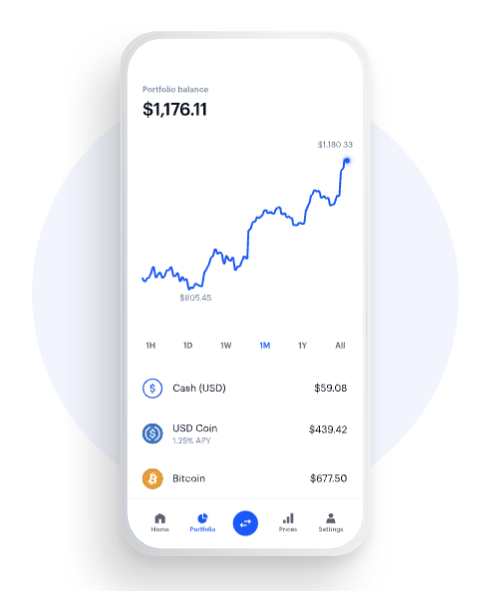 Portfolio balance
$1,176.11
$1,180.33
$805.45
1H 1D 1W 1M 1Y All
Cash (USD) $59.08
USD Coin $439.42
1.25% APY
Bitcoin $677.50
Home Portfolio Prices Settings